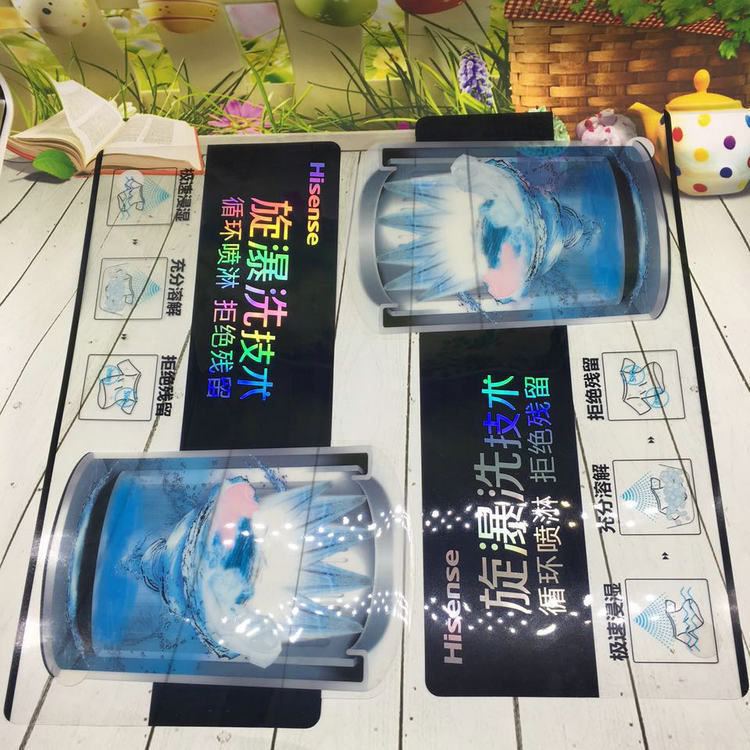 Hisense
旋瀑洗技术
循环喷淋 拒绝残留
极速浸湿
充分溶解
拒绝残留
Hisense
旋瀑洗技术
循环喷淋 拒绝残留
极速浸湿
充分溶解
拒绝残留